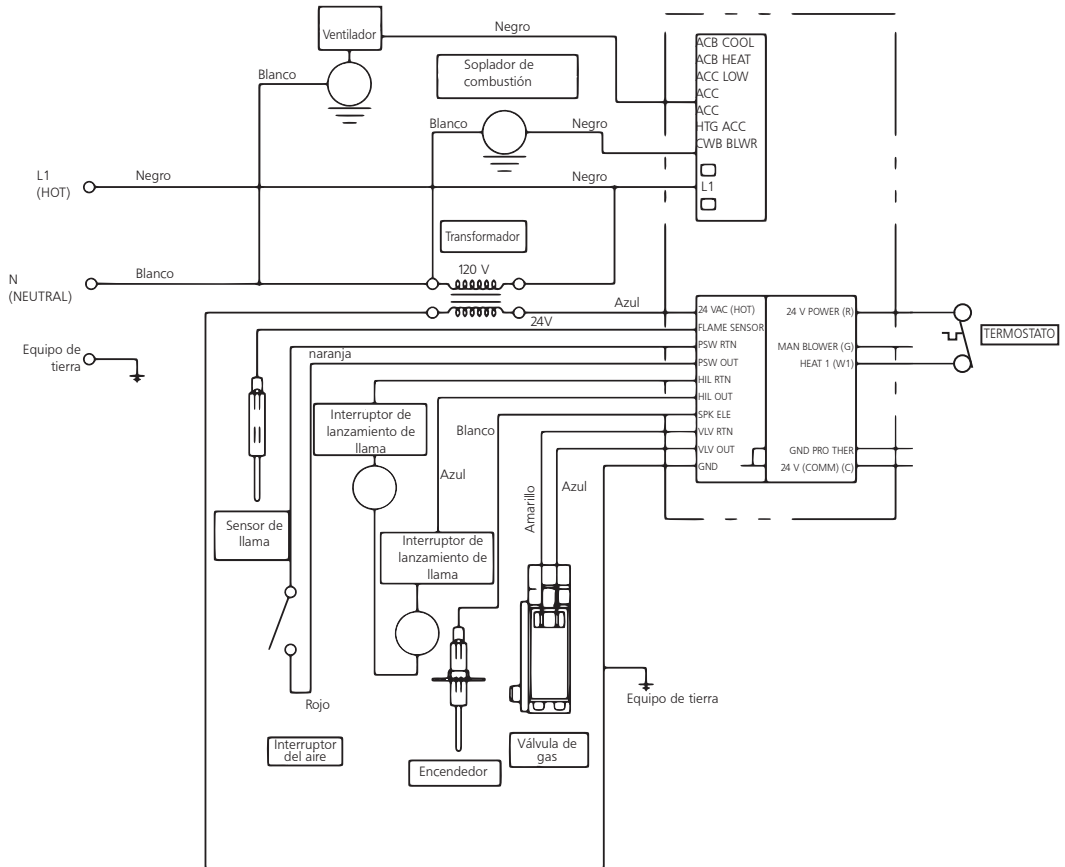 Ventilador
Negro
Blanco
Soplador de
combustión
Blanco
Negro
ACB COOL
ACB HEAT
ACC LOW
ACC
ACC
HTG ACC
CWB BLWR
L1
L1
(HOT)
Negro
Negro
Transformador
N
(NEUTRAL)
Blanco
120 V
Azul
24V
Equipo de
tierra
naranja
24 VAC (HOT)
FLAME SENSOR
PSW RTN
PSW OUT
HIL RTN
HIL OUT
SPK ELE
VLV RTN
VLV OUT
GND
24 V POWER (R)
MAN BLOWER (G)
HEAT 1 (W1)
GND PRO THER
24 V (COMM) (C)
TERMOSTATO
Interruptor de
lanzamiento de
llama
Blanco
Azul
Amarillo
Azul
Sensor de
llama
Interruptor de
lanzamiento de
llama
Rojo
Equipo de tierra
Interruptor
del aire
Encendedor
Válvula de
gas